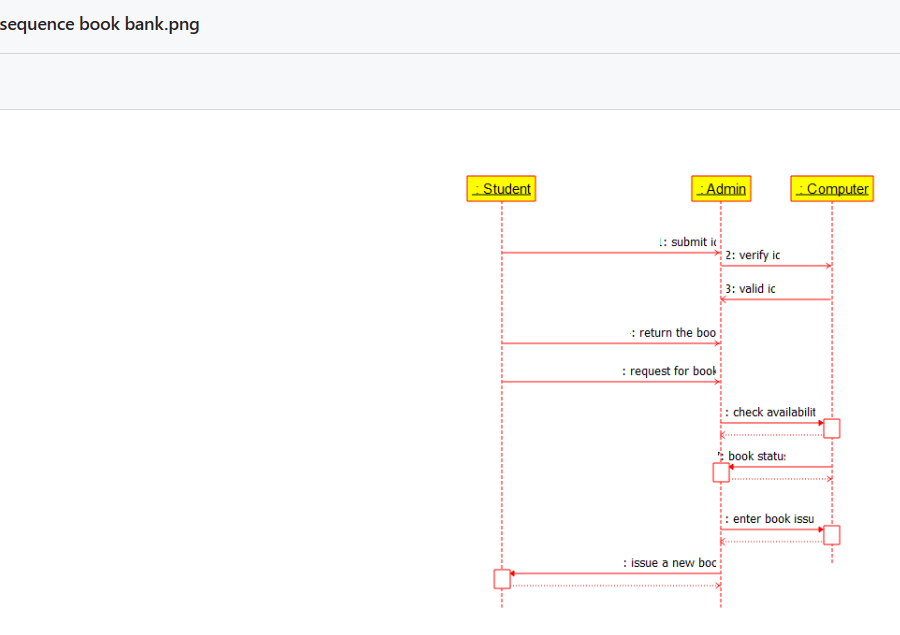 sequence book bank.png
: Student
: Admin
: Computer
1: submit id
2: verify id
3: valid id
: return the boo
: request for book
: check availabilit
: book status
: enter book issu
: issue a new boo